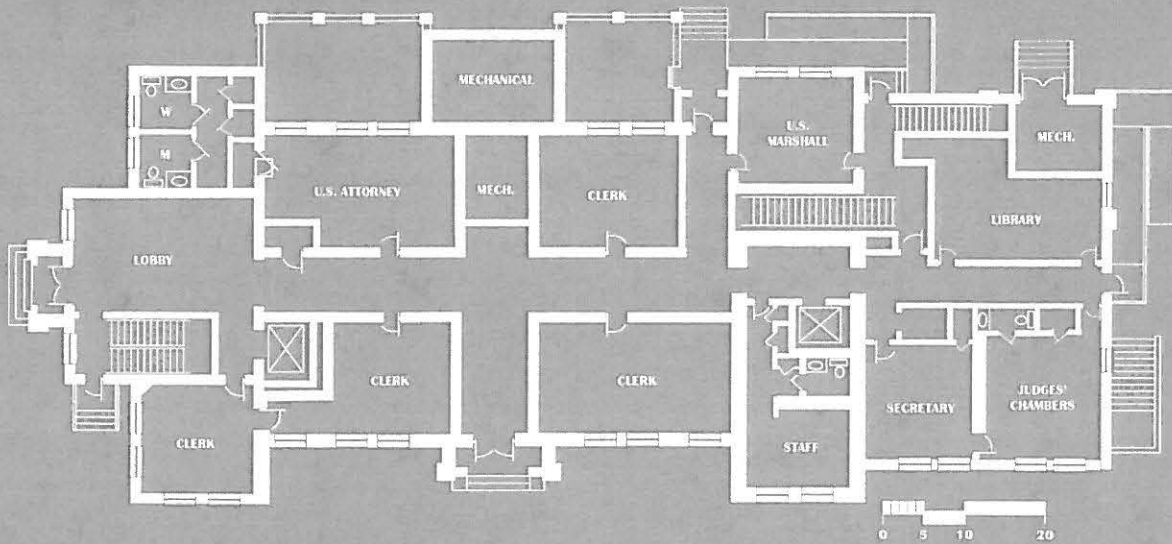 MECHANICAL
W
M
U.S. ATTORNEY
MECH.
CLERK
U.S.
MARSHALL
MECH.
LIBRARY
LOBBY
CLERK
CLERK
CLERK
STAFF
SECRETARY
JUDGES'
CHAMBERS
0 5 10 20